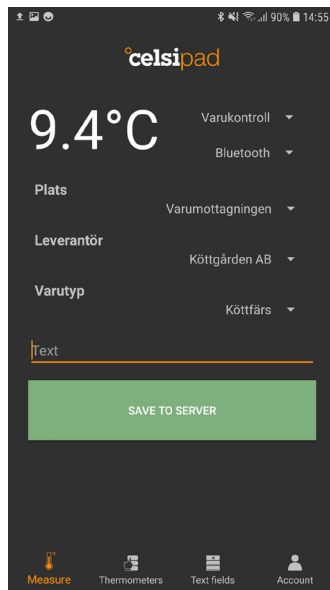 90% 14:55
°celsipad
9.4°C
Varukontroll
Bluetooth
Plats
Varumottagningen
Leverantör
Köttgården AB
Varutyp
Köttfärs
Text
SAVE TO SERVER
Measure Thermometers Text fields Account